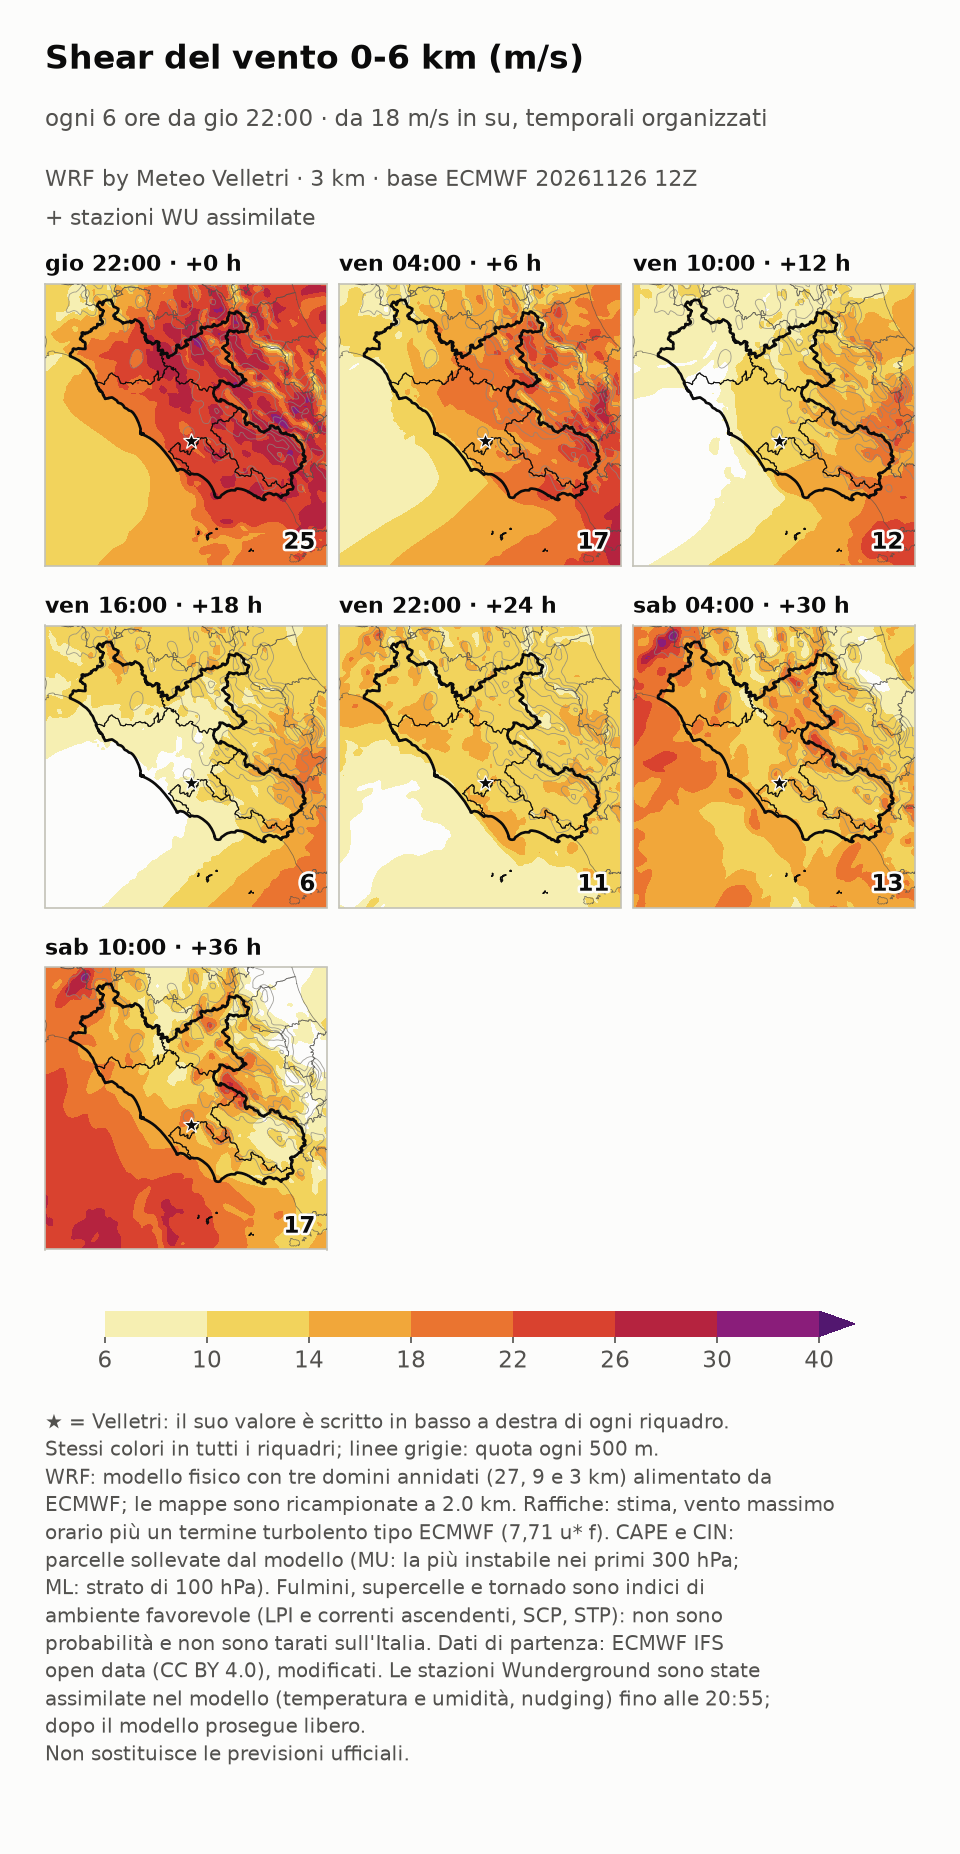 Shear del vento 0-6 km (m/s)
ogni 6 ore da gio 22:00 · da 18 m/s in su, temporali organizzati
WRF by Meteo Velletri · 3 km · base ECMWF 20261126 12Z
+ stazioni WU assimilate
gio 22:00 · +0 h
ven 04:00 · +6 h
ven 10:00 · +12 h
25
17
12
ven 16:00 · +18 h
ven 22:00 · +24 h
sab 04:00 · +30 h
6
11
13
sab 10:00 · +36 h
17
6 10 14 18 22 26 30 40
★ = Velletri: il suo valore è scritto in basso a destra di ogni riquadro.
Stessi colori in tutti i riquadri; linee grigie: quota ogni 500 m.
WRF: modello fisico con tre domini annidati (27, 9 e 3 km) alimentato da
ECMWF; le mappe sono ricampionate a 2.0 km. Raffiche: stima, vento massimo
orario più un termine turbolento tipo ECMWF (7,71 u* f). CAPE e CIN:
parcelle sollevate dal modello (MU: la più instabile nei primi 300 hPa;
ML: strato di 100 hPa). Fulmini, supercelle e tornado sono indici di
ambiente favorevole (LPI e correnti ascendenti, SCP, STP): non sono
probabilità e non sono tarati sull'Italia. Dati di partenza: ECMWF IFS
open data (CC BY 4.0), modificati. Le stazioni Wunderground sono state
assimilate nel modello (temperatura e umidità, nudging) fino alle 20:55;
dopo il modello prosegue libero.
Non sostituisce le previsioni ufficiali.